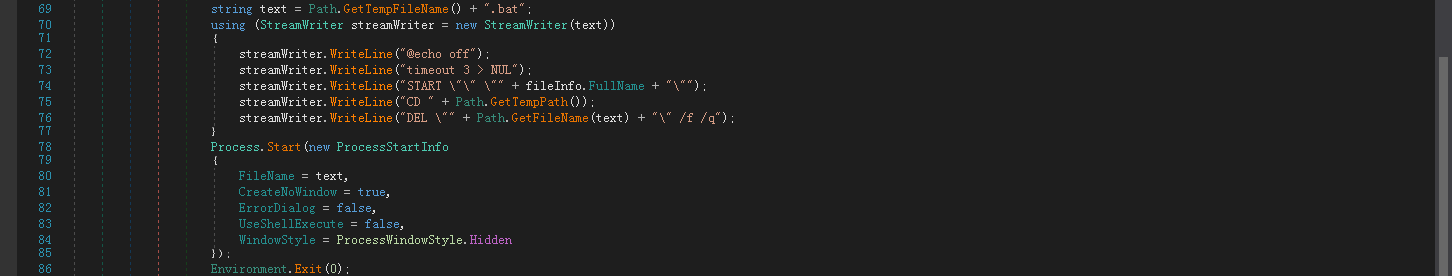 69 string text = Path.GetTempFileName() + ".bat";
70 using (StreamWriter streamWriter = new StreamWriter(text))
71 {
72 streamWriter.WriteLine("@echo off");
73 streamWriter.WriteLine("timeout 3 > NUL");
74 streamWriter.WriteLine("START \"\" \"" + fileInfo.FullName + "\"");
75 streamWriter.WriteLine("CD " + Path.GetTempPath());
76 streamWriter.WriteLine("DEL \"" + Path.GetFileName(text) + "\" /f /q");
77 }
78 Process.Start(new ProcessStartInfo
79 {
80 FileName = text,
81 CreateNoWindow = true,
82 ErrorDialog = false,
83 UseShellExecute = false,
84 WindowStyle = ProcessWindowStyle.Hidden
85 });
86 Environment.Exit(0);